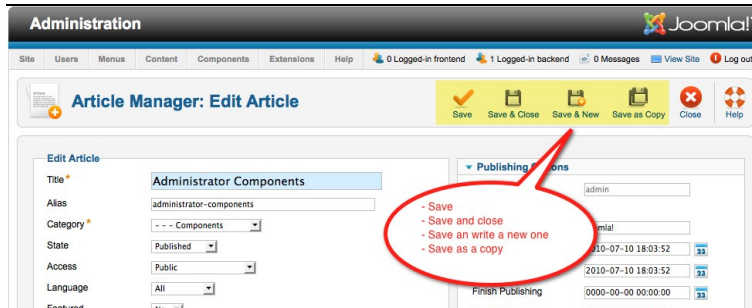 Administration
Joomla!
Site Users Menus Content Components Extensions Help 0 Logged-in frontend 1 Logged-in backend 0 Messages View Site Log out
Article Manager: Edit Article
Save Save & Close Save & New Save as Copy Close Help
Edit Article
Title *
Administrator Components
Alias
administrator-components
Category *
- - - Components
State
Published
Access
Public
Language
All
Publishing
admin
- Save
- Save and close
- Save an write a new one
- Save as a copy
2010-07-10 18:03:52
23
2010-07-10 18:03:52
23
Finish Publishing
0000-00-00 00:00:00
23